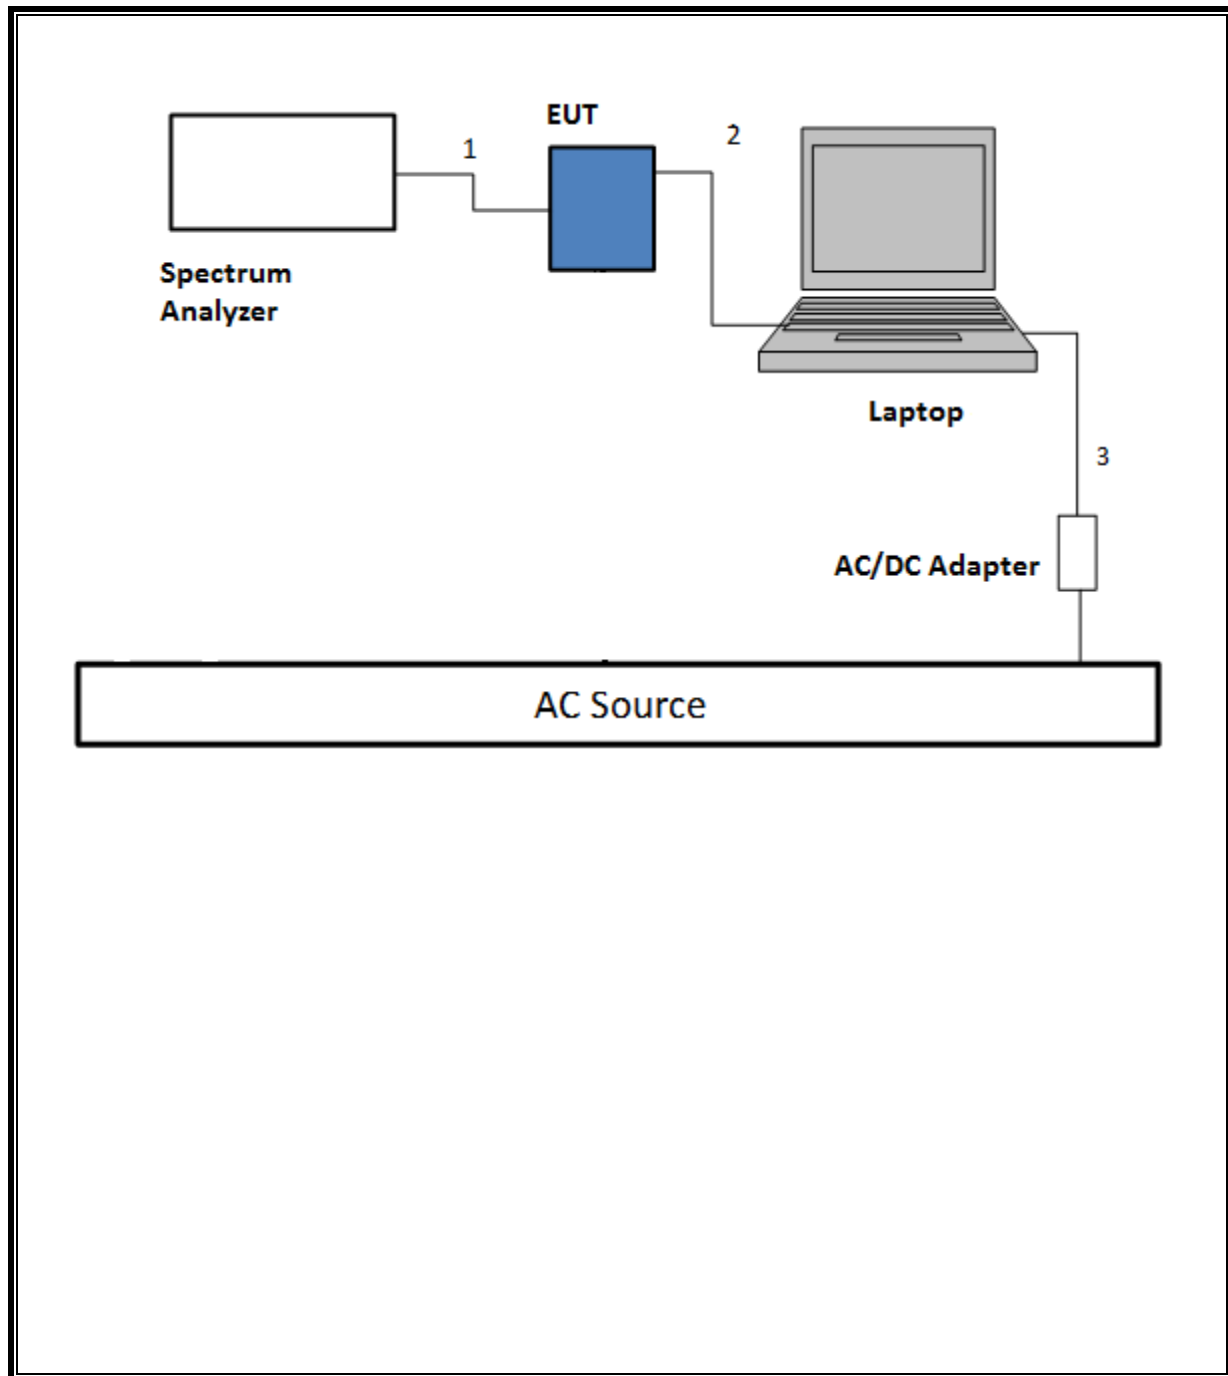 EUT
1
2
Spectrum
Analyzer
Laptop
3
AC/DC Adapter
AC Source